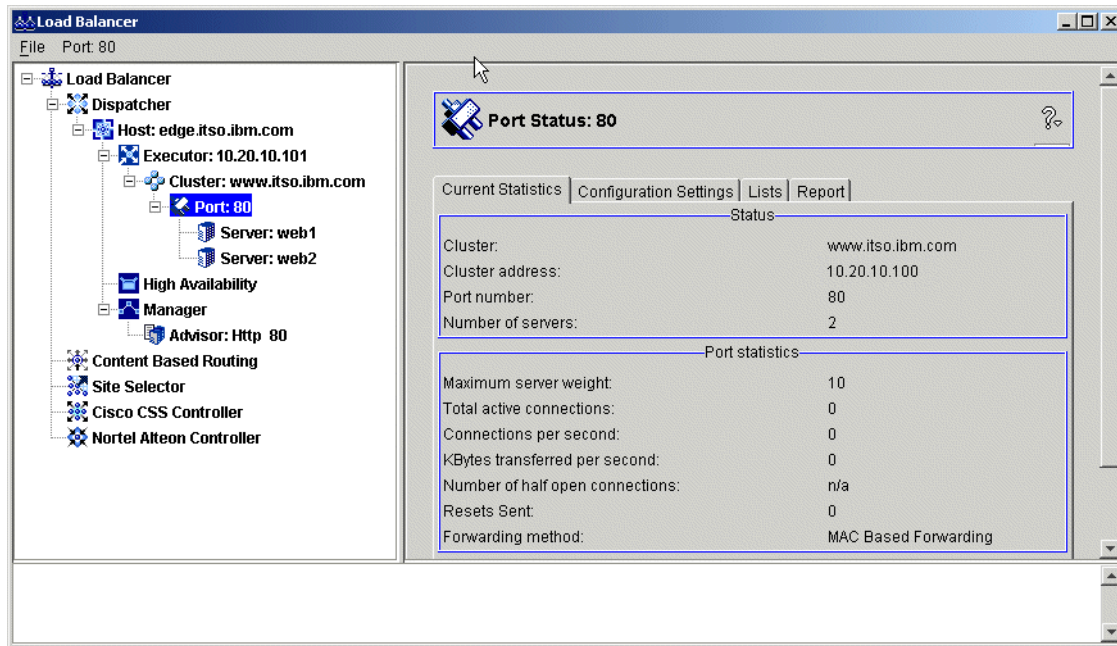 Load Balancer
File Port: 80
Load Balancer
Dispatcher
Host: edge.itso.ibm.com
Executor: 10.20.10.101
Cluster: www.itso.ibm.com
Port: 80
Server: web1
Server: web2
High Availability
Manager
Advisor: Http 80
Content Based Routing
Site Selector
Cisco CSS Controller
Nortel Alteon Controller
Port Status: 80
?
Current Statistics Configuration Settings Lists Report
Status
Cluster: www.itso.ibm.com
Cluster address: 10.20.10.100
Port number: 80
Number of servers: 2
Port statistics
Maximum server weight: 10
Total active connections: 0
Connections per second: 0
KBytes transferred per second: 0
Number of half open connections: n/a
Resets Sent: 0
Forwarding method: MAC Based Forwarding